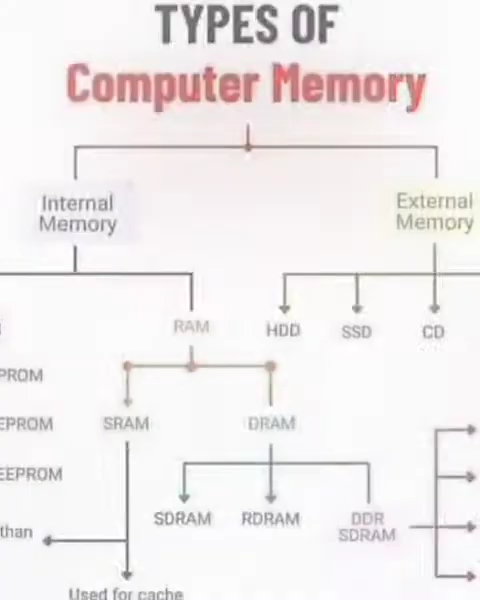 TYPES OF
Computer Memory
Internal
Memory
External
Memory
RAM
HDD
SSD
CD
PROM
SRAM
DRAM
EPROM
EEPROM
SDRAM
RDRAM
DDR
SDRAM
than
Used for cache